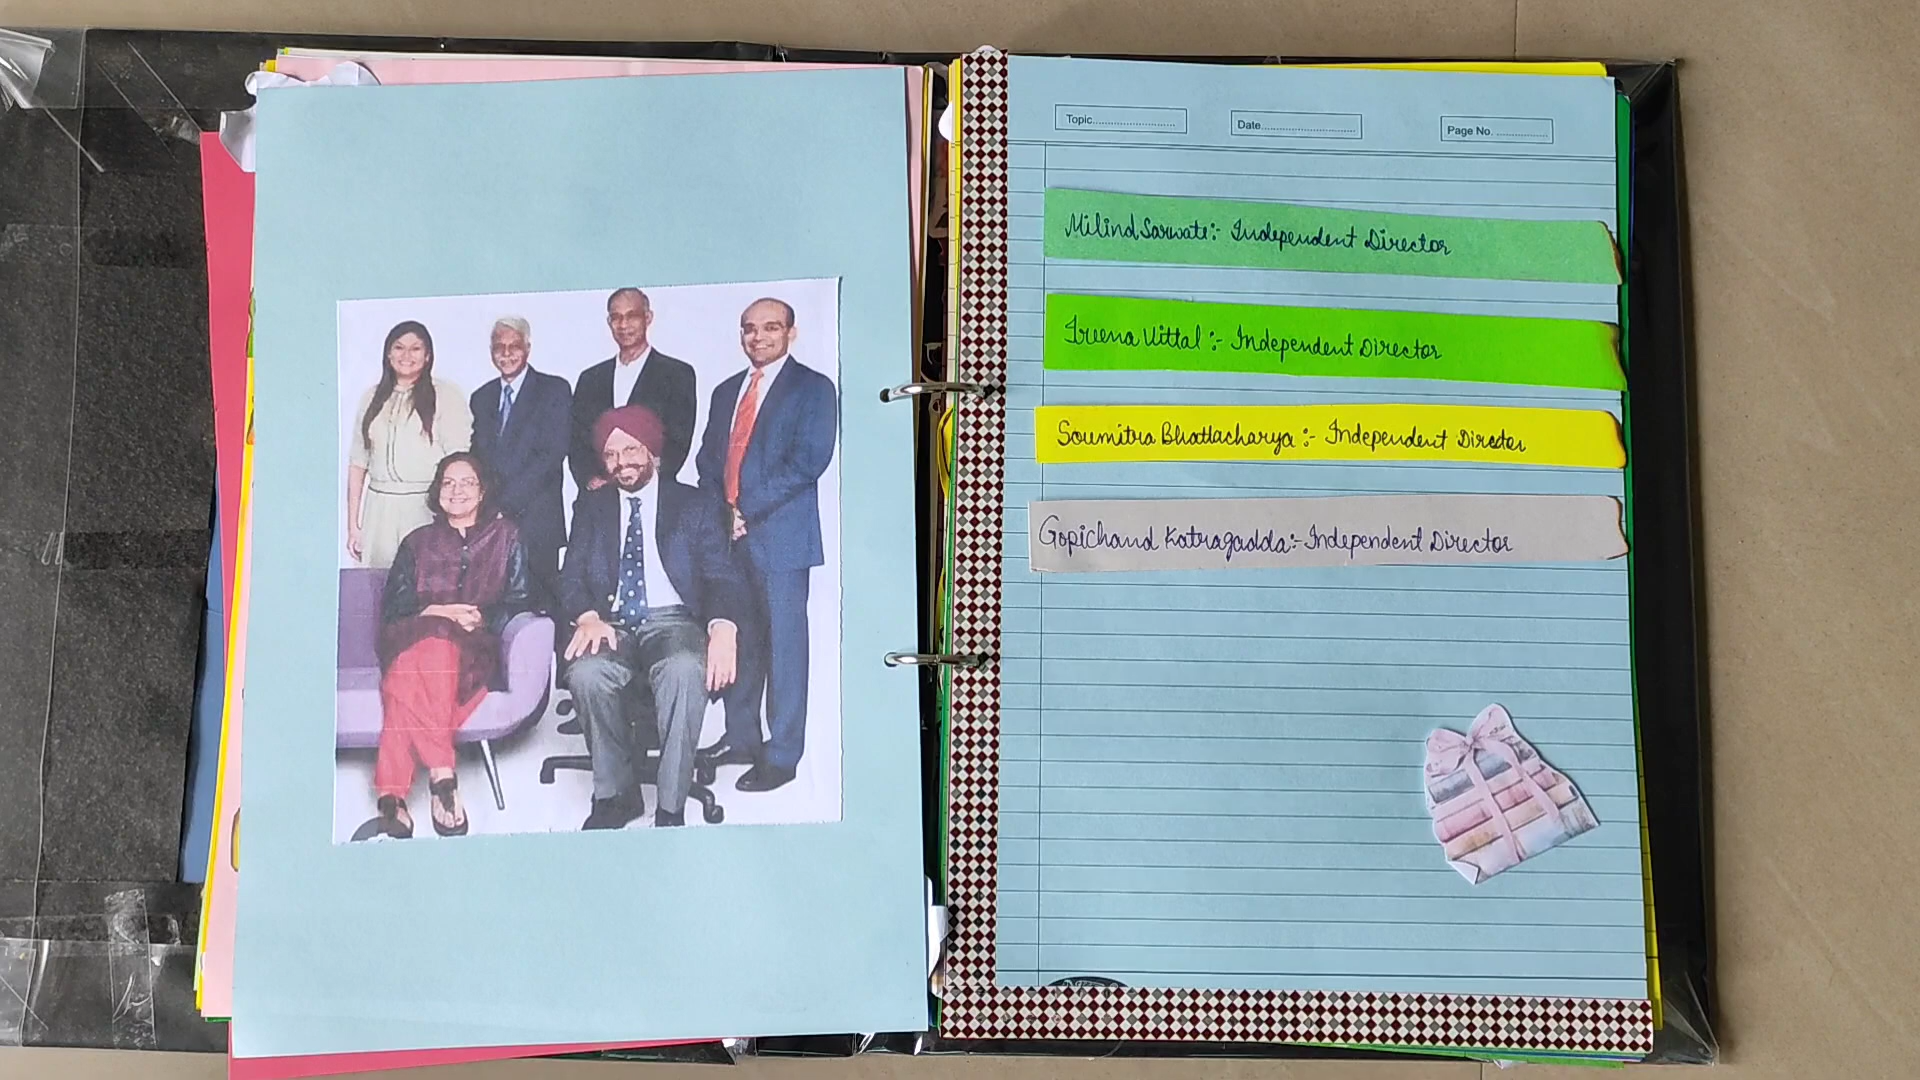 Topic..........................
Date..............................
Page No. .................
Milind Sarwate:- Independent Director
Ireena Vittal :- Independent Director
Soumitra Bhattacharya :- Independent Director
Gopichand Katragadda:- Independent Director